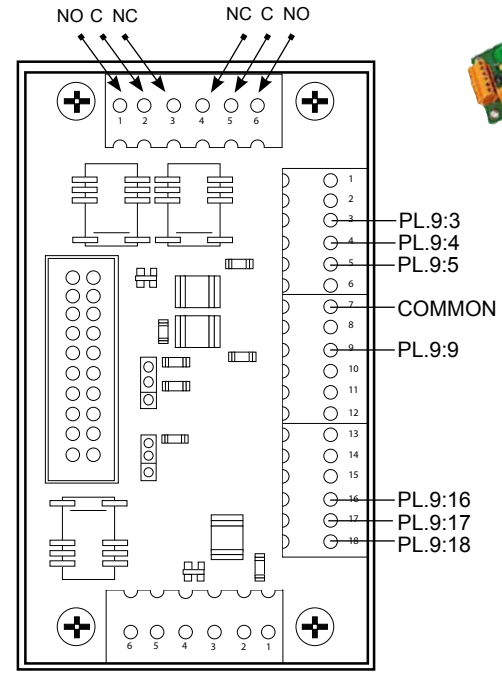 NO C NC NC C NO
1 2 3 4 5 6
1
2
3 PL.9:3
4 PL.9:4
5 PL.9:5
6
7 COMMON
8
9 PL.9:9
10
11
12
13
14
15
16 PL.9:16
17 PL.9:17
18 PL.9:18
6 5 4 3 2 1